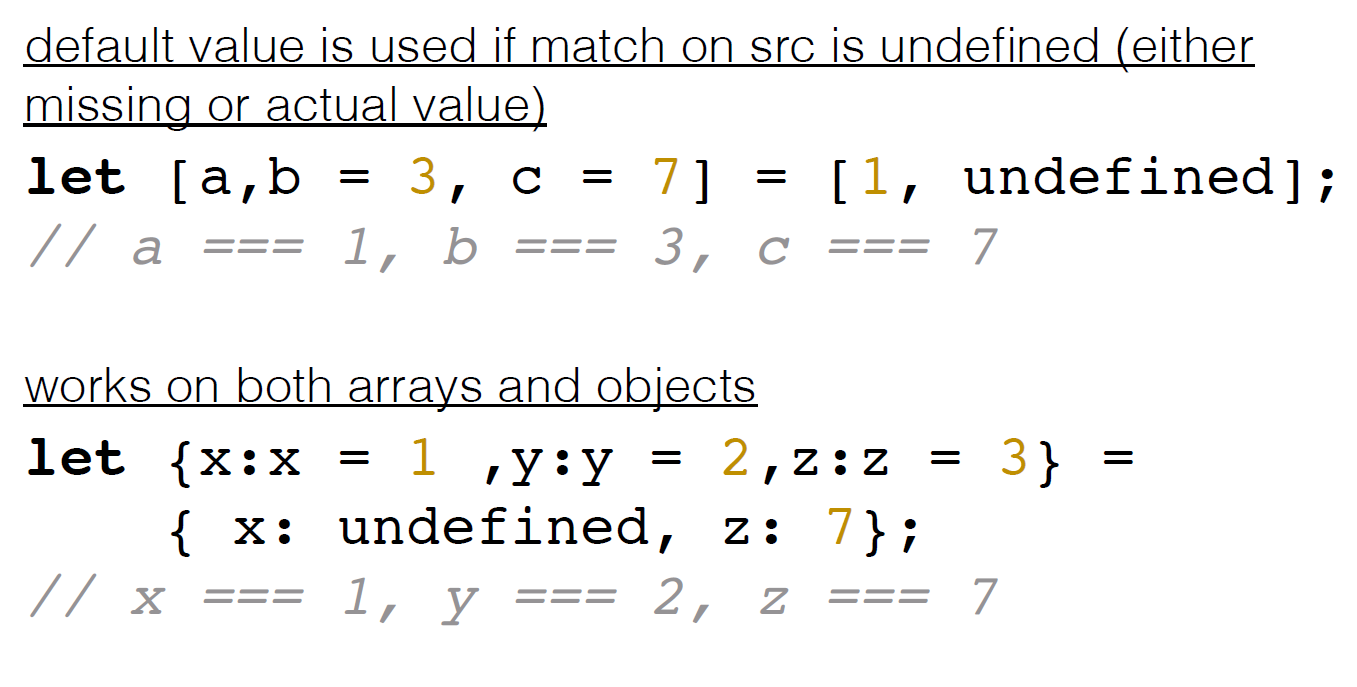 default value is used if match on src is undefined (either
missing or actual value)
let [a,b = 3, c = 7] = [1, undefined];
// a === 1, b === 3, c === 7
works on both arrays and objects
let {x:x = 1 ,y:y = 2,z:z = 3} =
{ x: undefined, z: 7};
// x === 1, y === 2, z === 7